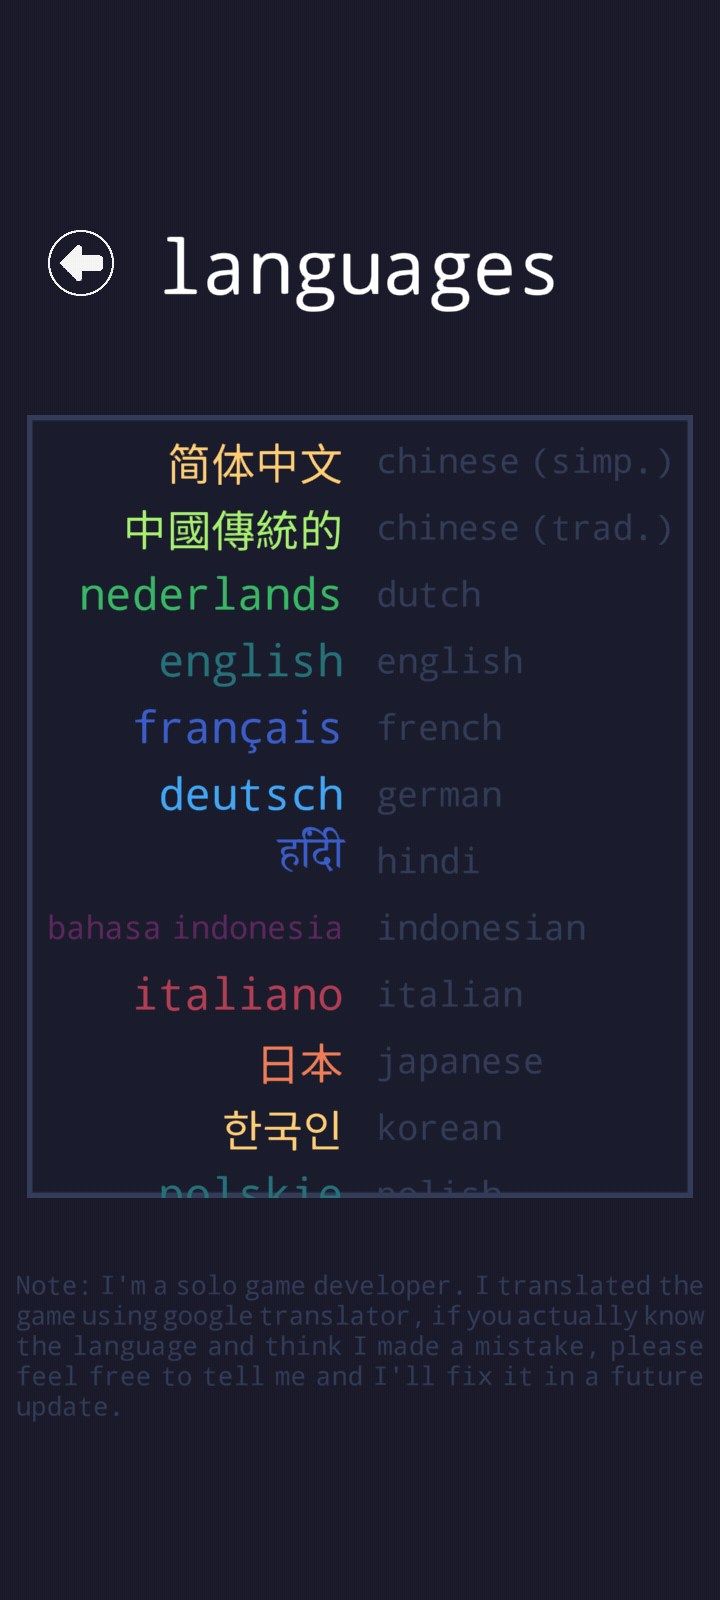 languages
简体中文 chinese (simp.)
中國傳統的 chinese (trad.)
nederlands dutch
english english
français french
deutsch german
हिंदी hindi
bahasa indonesia indonesian
italiano italian
日本 japanese
한국인 korean
polskie polish
Note: I'm a solo game developer. I translated the
game using google translator, if you actually know
the language and think I made a mistake, please
feel free to tell me and I'll fix it in a future
update.